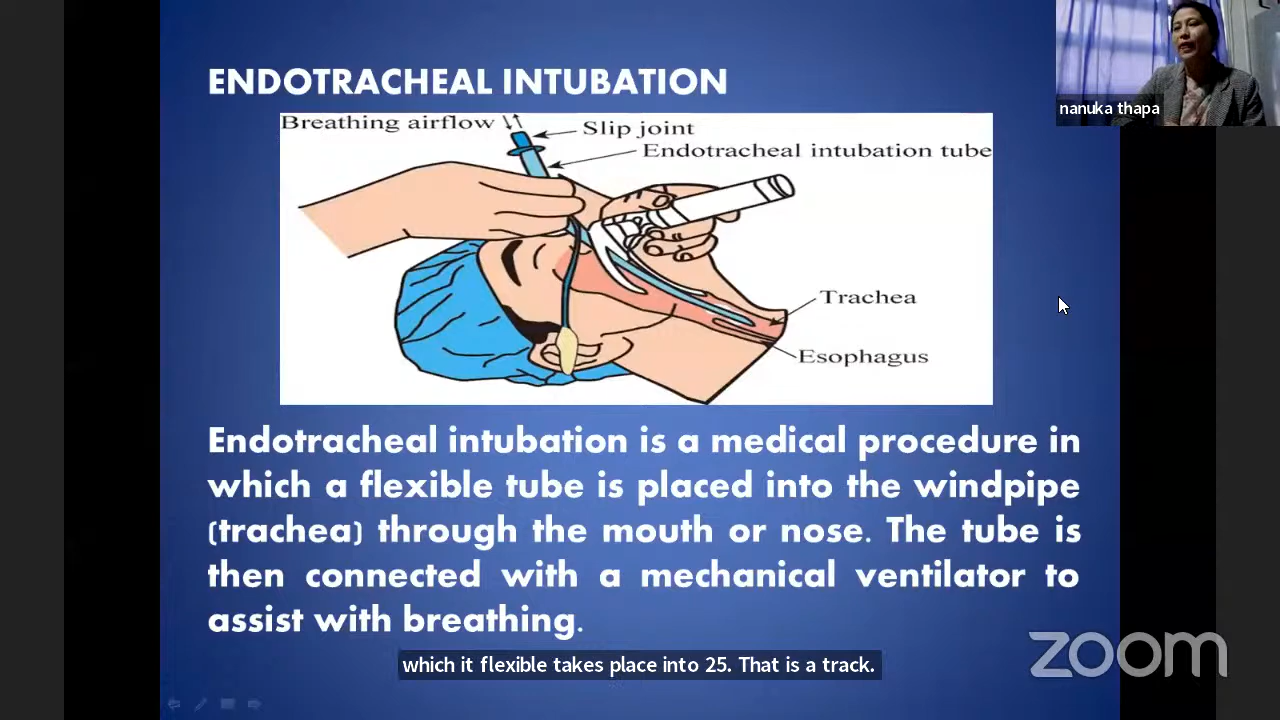 ENDOTRACHEAL INTUBATION
Breathing airflow
Slip joint
Endotracheal intubation tube
Trachea
Esophagus
Endotracheal intubation is a medical procedure in
which a flexible tube is placed into the windpipe
(trachea) through the mouth or nose. The tube is
then connected with a mechanical ventilator to
assist with breathing.
which it flexible takes place into 25. That is a track.
nanuka thapa
zoom